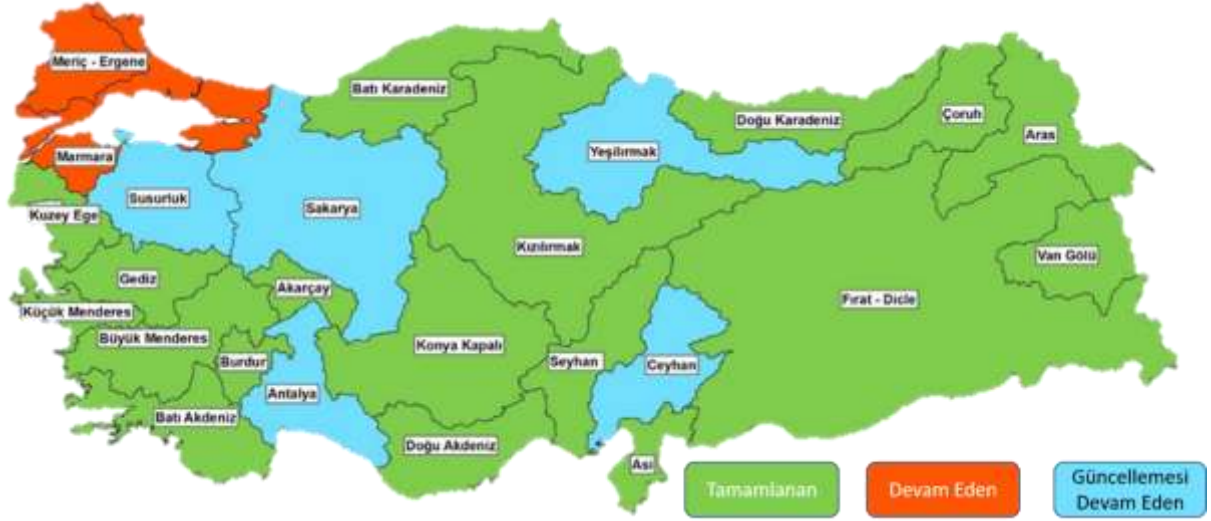 Meriç - Ergene
Batı Karadeniz
Doğu Karadeniz
Çoruh
Aras
Marmara
Yeşilırmak
Susurluk
Sakarya
Kuzey Ege
Kızılırmak
Van Gölü
Gediz
Akarçay
Fırat - Dicle
Küçük Menderes
Büyük Menderes
Konya Kapalı
Burdur
Seyhan
Ceyhan
Antalya
Batı Akdeniz
Doğu Akdeniz
Asi
Tamamlanan
Devam Eden
Güncellemesi
Devam Eden